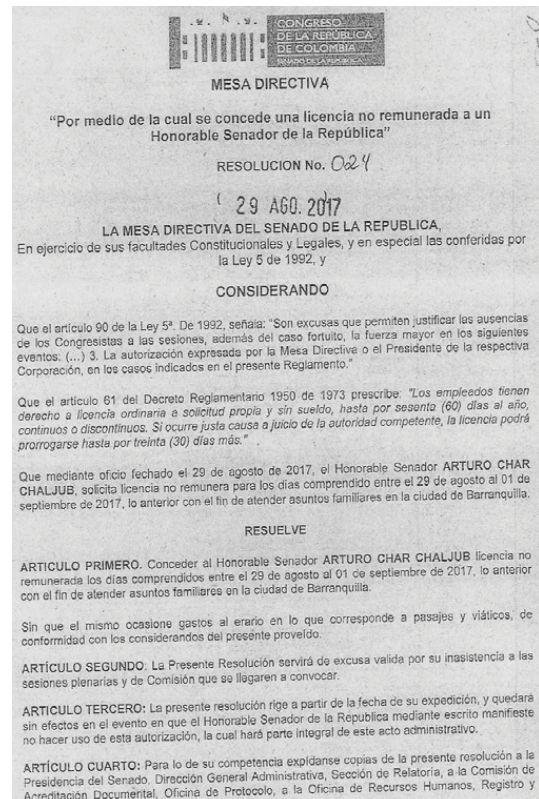 CONGRESO
DE LA REPÚBLICA
DE COLOMBIA
SENADO DE LA REPÚBLICA
MESA DIRECTIVA
"Por medio de la cual se concede una licencia no remunerada a un
Honorable Senador de la República"
RESOLUCION No. 024
( 29 AGO. 2017
LA MESA DIRECTIVA DEL SENADO DE LA REPUBLICA,
En ejercicio de sus facultades Constitucionales y Legales, y en especial las conferidas por
la Ley 5 de 1992, y
CONSIDERANDO
Que el artículo 90 de la Ley 5ª. De 1992, señala: "Son excusas que permiten justificar las ausencias
de los Congresistas a las sesiones, además del caso fortuito, la fuerza mayor en los siguientes
eventos: (...) 3. La autorización expresada por la Mesa Directiva o el Presidente de la respectiva
Corporación, en los casos indicados en el presente Reglamento."
Que el artículo 61 del Decreto Reglamentario 1950 de 1973 prescribe: "Los empleados tienen
derecho a licencia ordinaria a solicitud propia y sin sueldo, hasta por sesenta (60) días al año,
continuos o discontinuos. Si ocurre justa causa a juicio de la autoridad competente, la licencia podrá
prorrogarse hasta por treinta (30) días más."
Que mediante oficio fechado el 29 de agosto de 2017, el Honorable Senador ARTURO CHAR
CHALJUB, solicita licencia no remunera para los días comprendido entre el 29 de agosto al 01 de
septiembre de 2017, lo anterior con el fin de atender asuntos familiares en la ciudad de Barranquilla.
RESUELVE
ARTICULO PRIMERO. Conceder al Honorable Senador ARTURO CHAR CHALJUB licencia no
remunerada los días comprendidos entre el 29 de agosto al 01 de septiembre de 2017, lo anterior
con el fin de atender asuntos familiares en la ciudad de Barranquilla.
Sin que el mismo ocasione gastos al erario en lo que corresponde a pasajes y viáticos, de
conformidad con los considerandos del presente proveído.
ARTÍCULO SEGUNDO: La Presente Resolución servirá de excusa valida por su inasistencia a las
sesiones plenarias y de Comisión que se llegaren a convocar.
ARTICULO TERCERO: La presente resolución rige a partir de la fecha de su expedición, y quedará
sin efectos en el evento en que el Honorable Senador de la República mediante escrito manifieste
no hacer uso de esta autorización, la cual hará parte integral de este acto administrativo.
ARTÍCULO CUARTO: Para lo de su competencia expídanse copias de la presente resolución a la
Presidencia del Senado. Dirección General Administrativa, Sección de Relatoría, a la Comisión de
Acreditación Documental, Oficina de Protocolo, a la Oficina de Recursos Humanos, Registro y